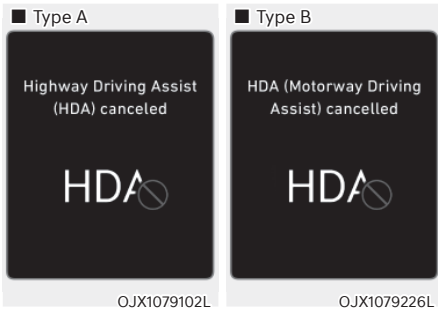 ■ Type A
Highway Driving Assist
(HDA) canceled
HDA
OJX1079102L
■ Type B
HDA (Motorway Driving
Assist) cancelled
HDA
OJX1079226L